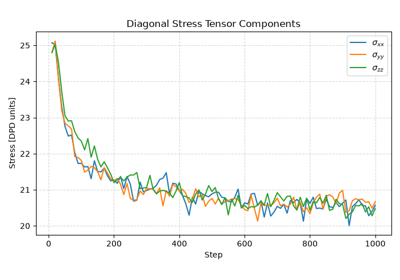 Diagonal Stress Tensor Components
Stress [DPD units]
25
24
23
22
21
20
σxx
σyy
σzz
0
200
400
600
800
1000
Step